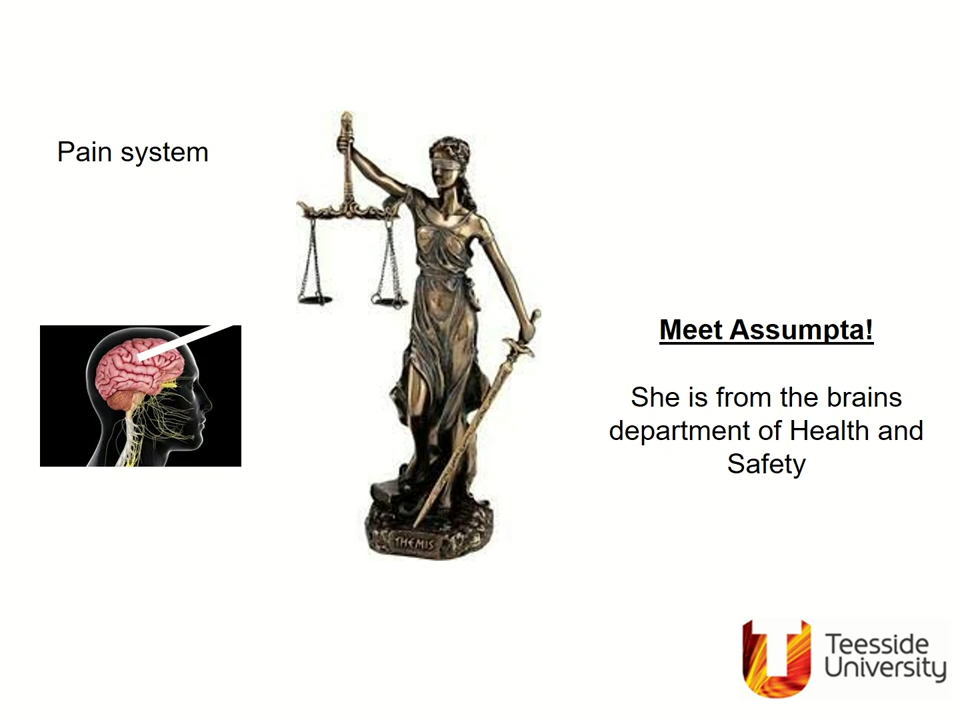 Pain system
Meet Assumpta!
She is from the brains
department of Health and
Safety
THEMIS
Teesside
University